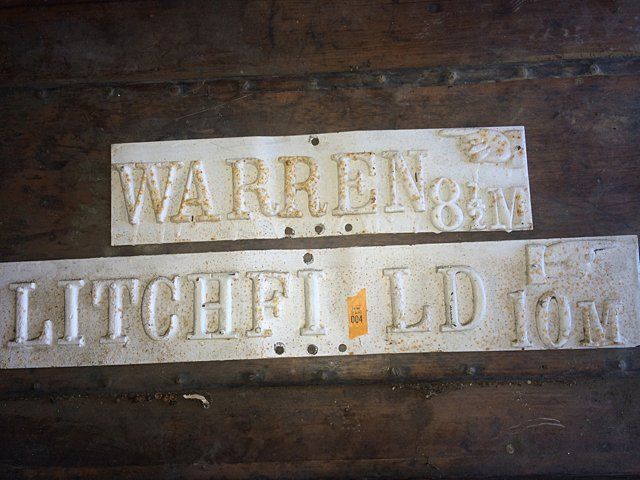 WARREN 8½M
LITCHFI LD 10M
004